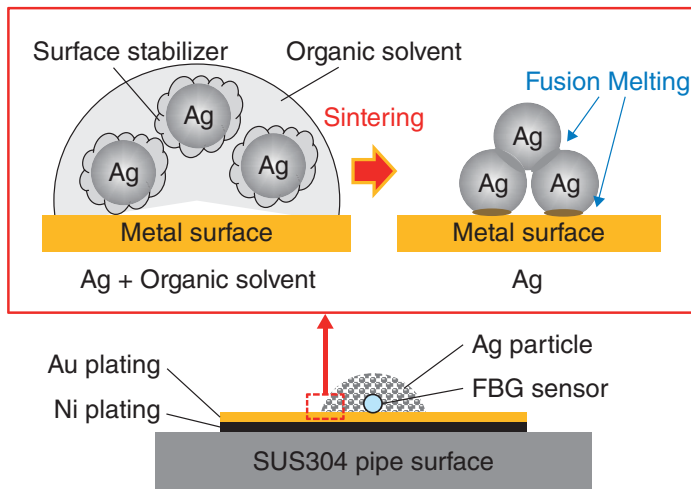 Surface stabilizer
Organic solvent
Fusion Melting
Sintering
Ag
Ag
Ag
Ag
Ag
Ag
Metal surface
Metal surface
Ag + Organic solvent
Ag
Au plating
Ag particle
Ni plating
FBG sensor
SUS304 pipe surface